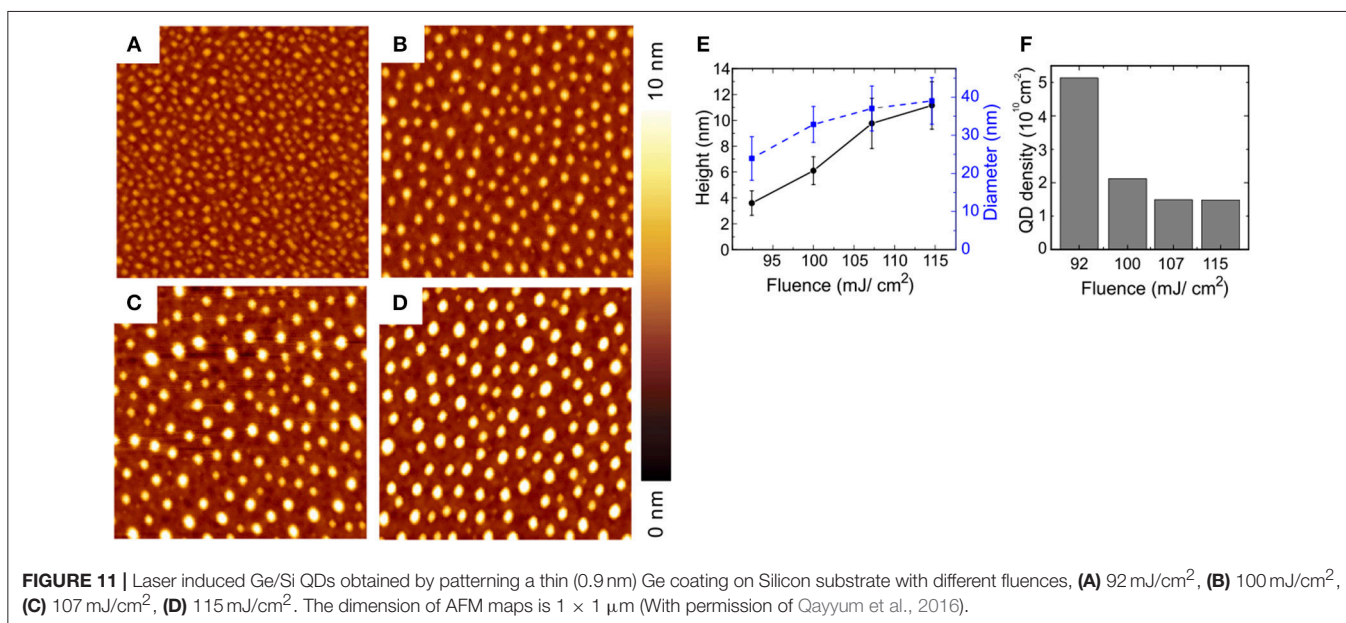 A
B
10 nm
0 nm
C
D
E
14
12
10
8
6
4
2
0
Height (nm)
40
30
20
10
0
Diameter (nm)
95 100 105 110 115
Fluence (mJ/ cm²)
F
5
4
3
2
1
0
QD density (10¹⁰cm⁻²)
92 100 107 115
Fluence (mJ/ cm²)
FIGURE 11 | Laser induced Ge/Si QDs obtained by patterning a thin (0.9 nm) Ge coating on Silicon substrate with different fluences, (A) 92 mJ/cm², (B) 100 mJ/cm²,
(C) 107 mJ/cm², (D) 115 mJ/cm². The dimension of AFM maps is 1 × 1 μm (With permission of Qayyum et al., 2016).